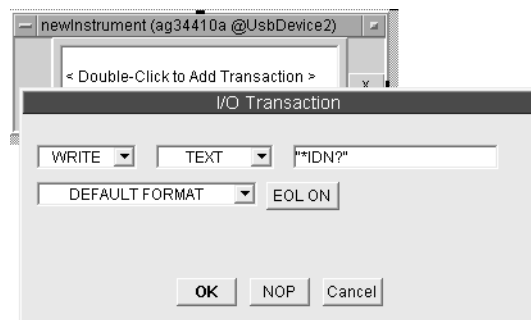 newInstrument (ag34410a @UsbDevice2)
< Double-Click to Add Transaction >
I/O Transaction
WRITE TEXT "*IDN?"
DEFAULT FORMAT EOL ON
OK NOP Cancel